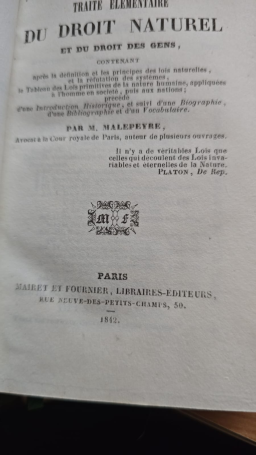 TRAITÉ ÉLÉMENTAIRE
DU DROIT NATUREL
ET DU DROIT DES GENS,
CONTENANT
après la définition et les principes des lois naturelles,
et la réfutation des systèmes,
le Tableau des Lois primitives de la nature humaine, appliquées
à l'homme en société, puis aux nations;
précédé
d'une Introduction Historique, et suivi d'une Biographie,
d'une Bibliographie et d'un Vocabulaire.
PAR M. MALEPEYRE,
Avocat à la Cour royale de Paris, auteur de plusieurs ouvrages.
Il n'y a de véritables Lois que
celles qui découlent des Lois inva-
riables et éternelles de la Nature.
PLATON, De Rep.
M F
PARIS
MAIRET ET FOURNIER, LIBRAIRES-ÉDITEURS,
RUE NEUVE-DES-PETITS-CHAMPS, 50.
1842.